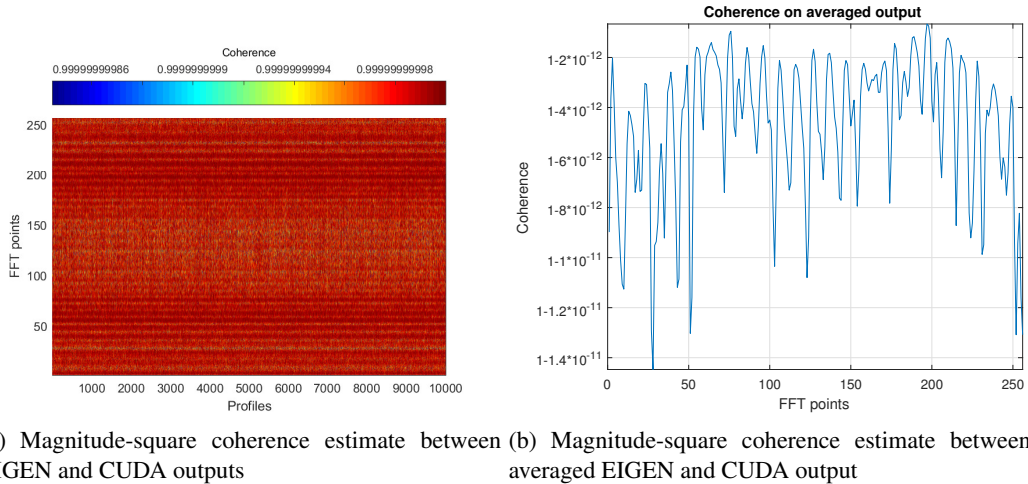 Coherence
0.99999999986 0.9999999999 0.99999999994 0.99999999998
250
200
150
100
50
FFT points
1000 2000 3000 4000 5000 6000 7000 8000 9000 10000
Profiles
) Magnitude-square coherence estimate between
IGEN and CUDA outputs
Coherence on averaged output
1-2*10⁻¹²
1-4*10⁻¹²
1-6*10⁻¹²
1-8*10⁻¹²
1-1*10⁻¹¹
1-1.2*10⁻¹¹
1-1.4*10⁻¹¹
Coherence
0 50 100 150 200 250
FFT points
(b) Magnitude-square coherence estimate between
averaged EIGEN and CUDA output